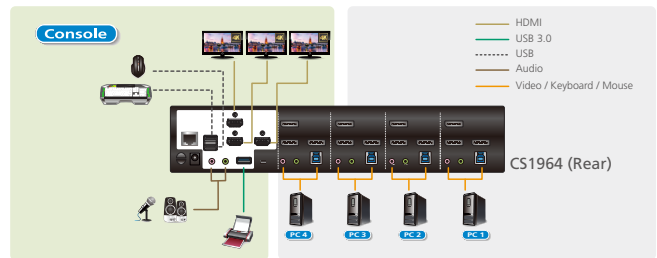 Console
HDMI
USB 3.0
USB
Audio
Video / Keyboard / Mouse
CS1964 (Rear)
PC 4
PC 3
PC 2
PC 1